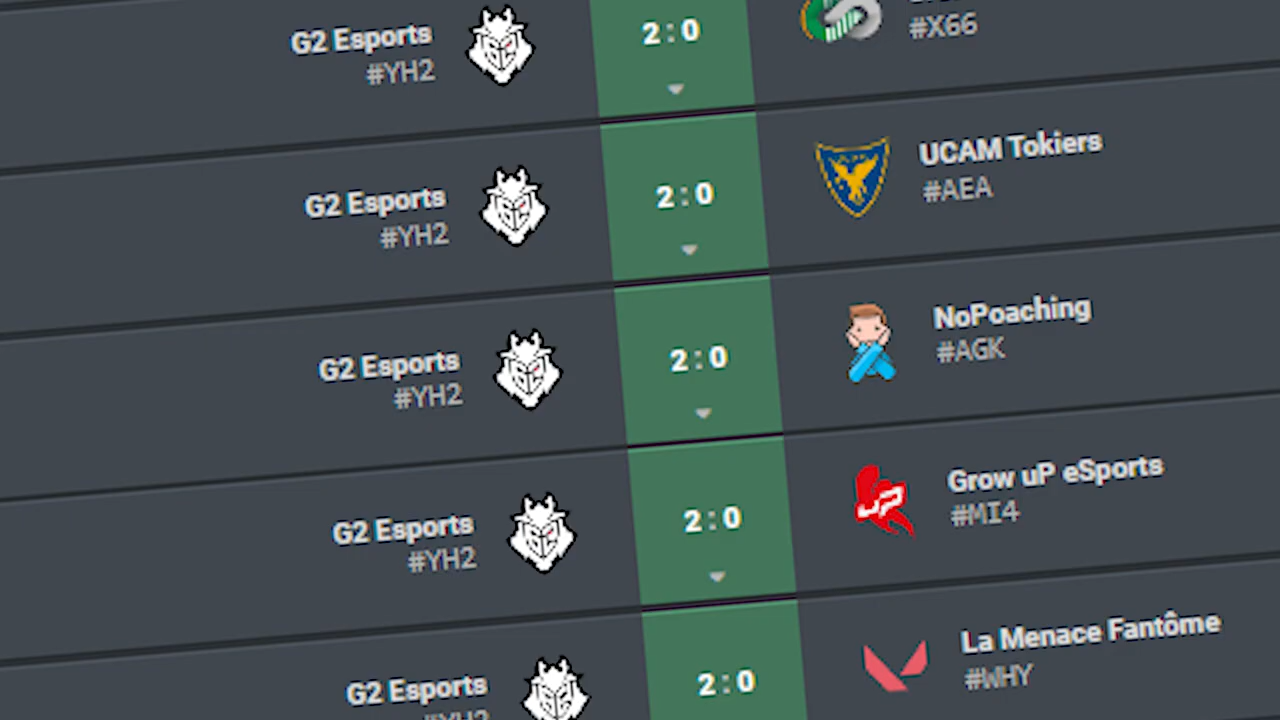 G2 Esports
#YH2
2:0
#X66
G2 Esports
#YH2
2:0
UCAM Tokiers
#AEA
G2 Esports
#YH2
2:0
NoPoaching
#AGK
G2 Esports
#YH2
2:0
UP
Grow uP eSports
#MI4
G2 Esports
#YH2
2:0
La Menace Fantôme
#WHY